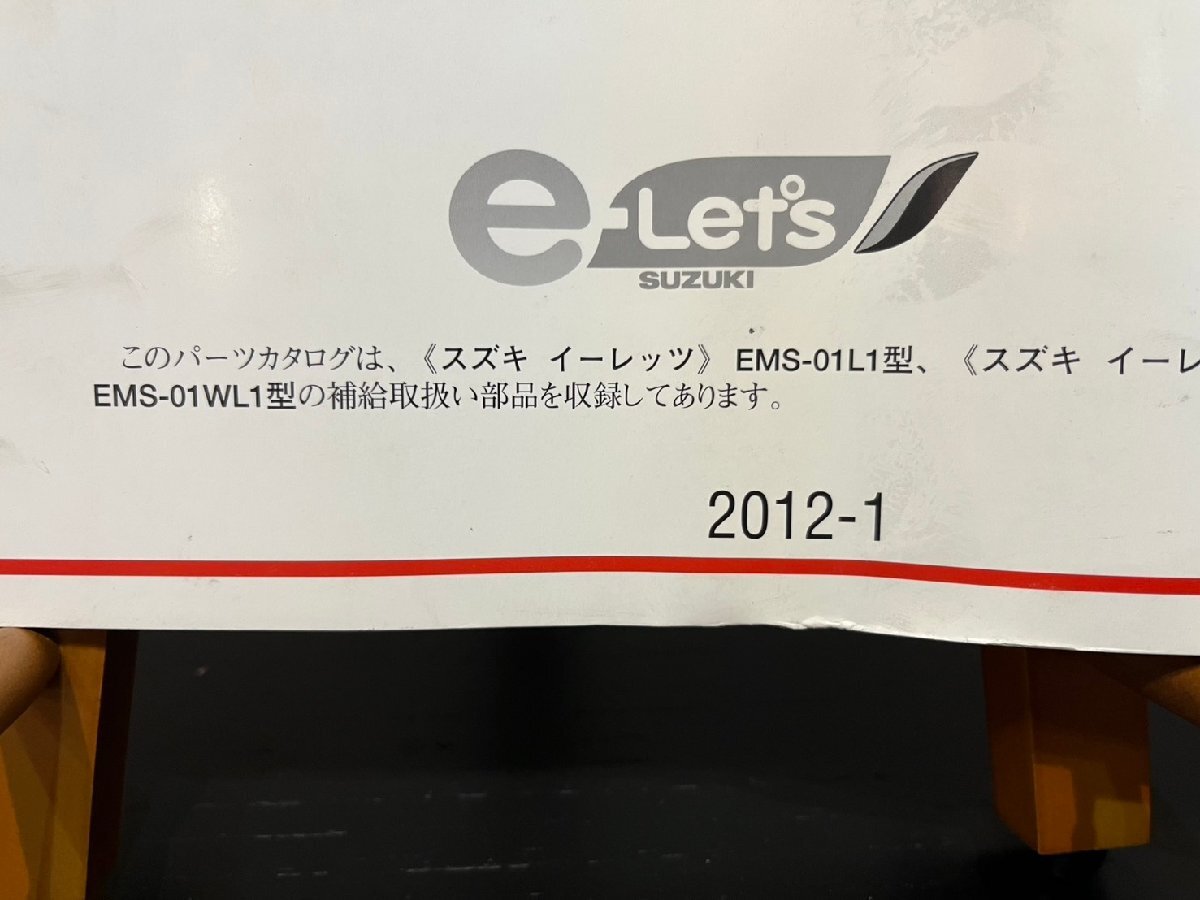 e-Let's
SUZUKI
このパーツカタログは、《スズキ イーレッツ》 EMS-01L1型、《スズキ イーレ
EMS-01WL1型の補給取扱い部品を収録してあります。
2012-1